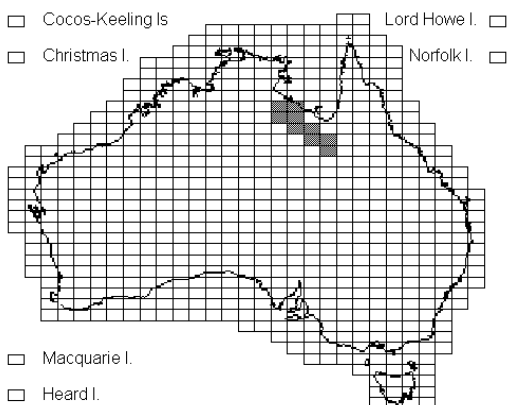 Cocos-Keeling Is
Lord Howe I.
Christmas I.
Norfolk I.
Macquarie I.
Heard I.